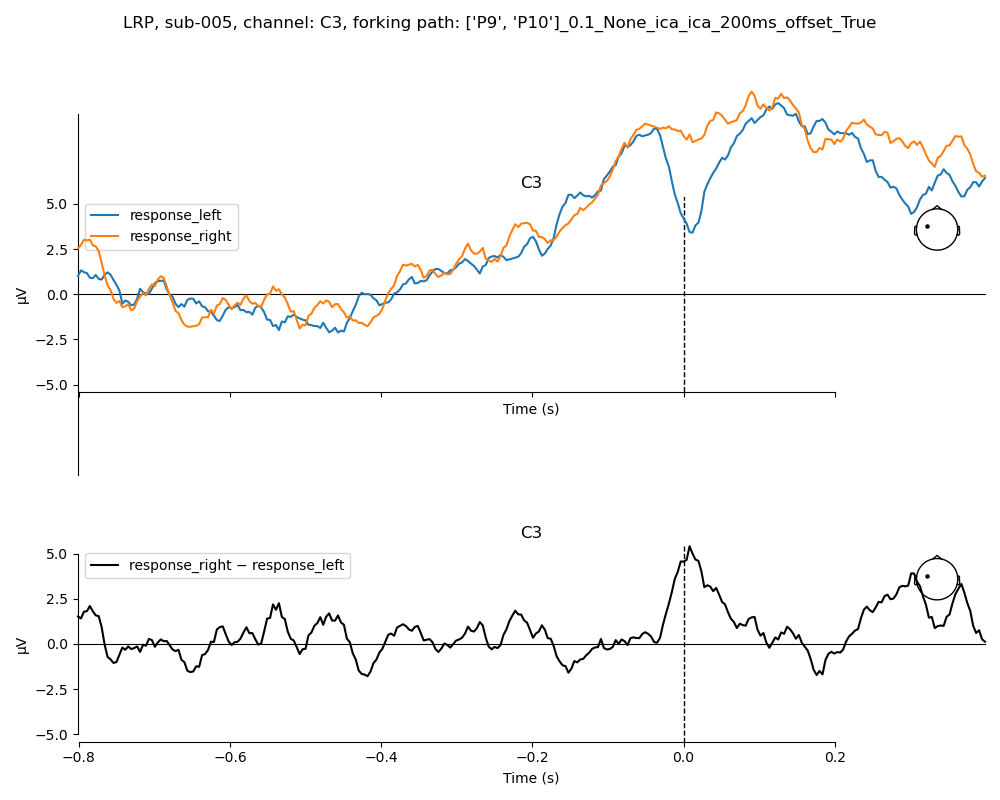 LRP, sub-005, channel: C3, forking path: ['P9', 'P10']_0.1_None_ica_ica_200ms_offset_True
C3
5.0
2.5
0.0
−2.5
−5.0
µV
response_left
response_right
Time (s)
C3
5.0
2.5
0.0
−2.5
−5.0
µV
response_right − response_left
−0.8
−0.6
−0.4
−0.2
0.0
0.2
Time (s)